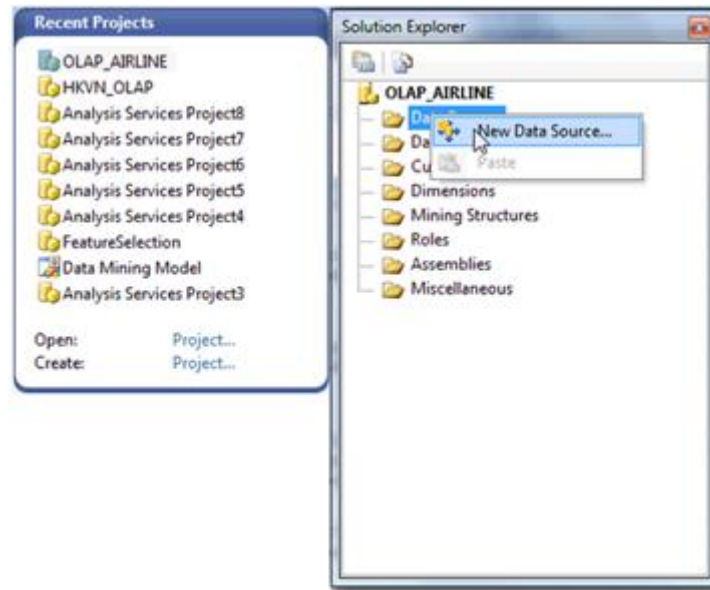 Recent Projects
OLAP_AIRLINE
HKVN_OLAP
Analysis Services Project8
Analysis Services Project7
Analysis Services Project6
Analysis Services Project5
Analysis Services Project4
FeatureSelection
Data Mining Model
Analysis Services Project3
Open: Project...
Create: Project...
Solution Explorer
OLAP_AIRLINE
New Data Source...
Paste
Dimensions
Mining Structures
Roles
Assemblies
Miscellaneous